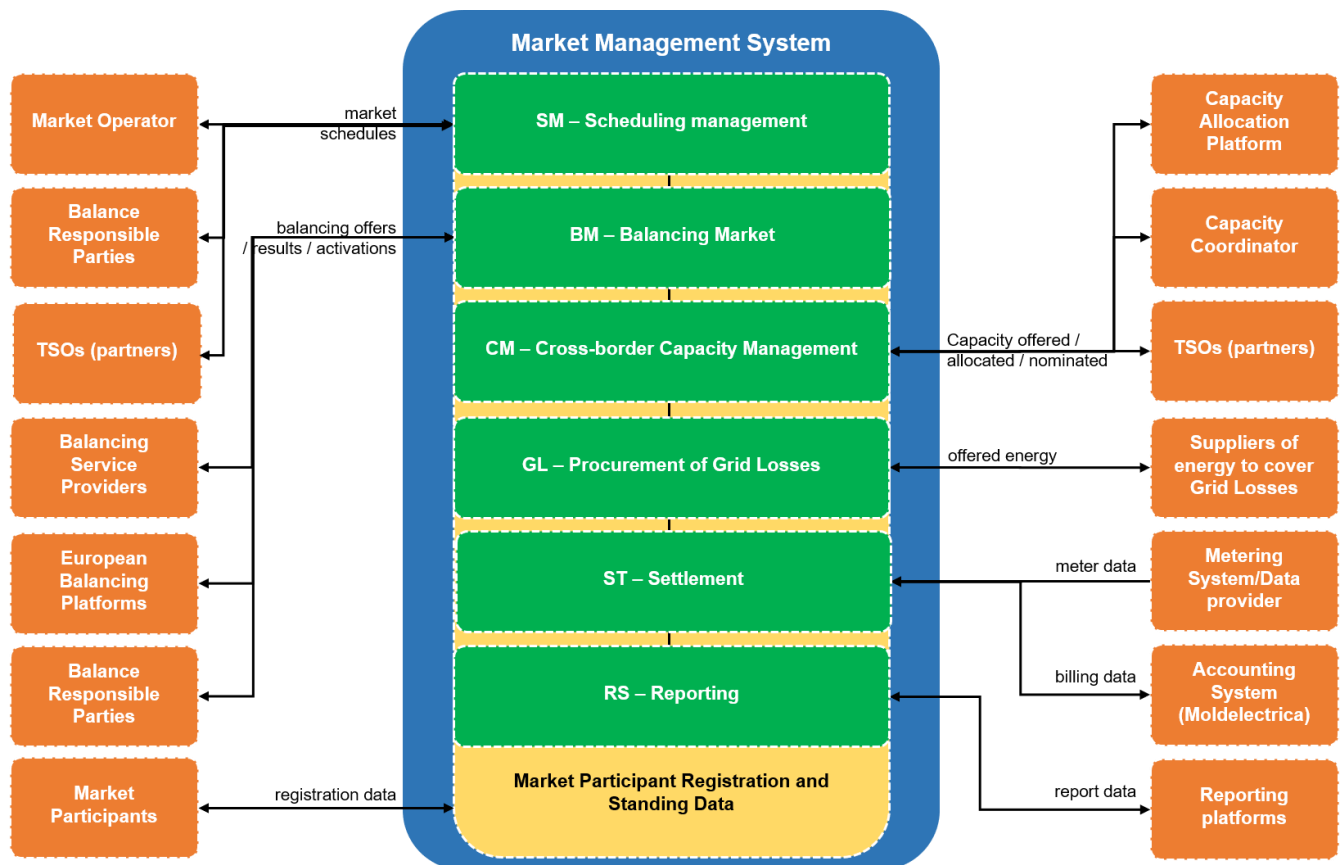 Market Management System
Market Operator
market
schedules
SM – Scheduling management
Capacity
Allocation
Platform
Balance
Responsible
Parties
balancing offers
/ results / activations
BM – Balancing Market
Capacity
Coordinator
TSOs (partners)
CM – Cross-border Capacity Management
Capacity offered /
allocated / nominated
TSOs (partners)
Balancing
Service
Providers
GL – Procurement of Grid Losses
offered energy
Suppliers of
energy to cover
Grid Losses
European
Balancing
Platforms
ST – Settlement
meter data
Metering
System/Data
provider
Balance
Responsible
Parties
RS – Reporting
billing data
Accounting
System
(Moldelectrica)
Market
Participants
registration data
Market Participant Registration and
Standing Data
report data
Reporting
platforms